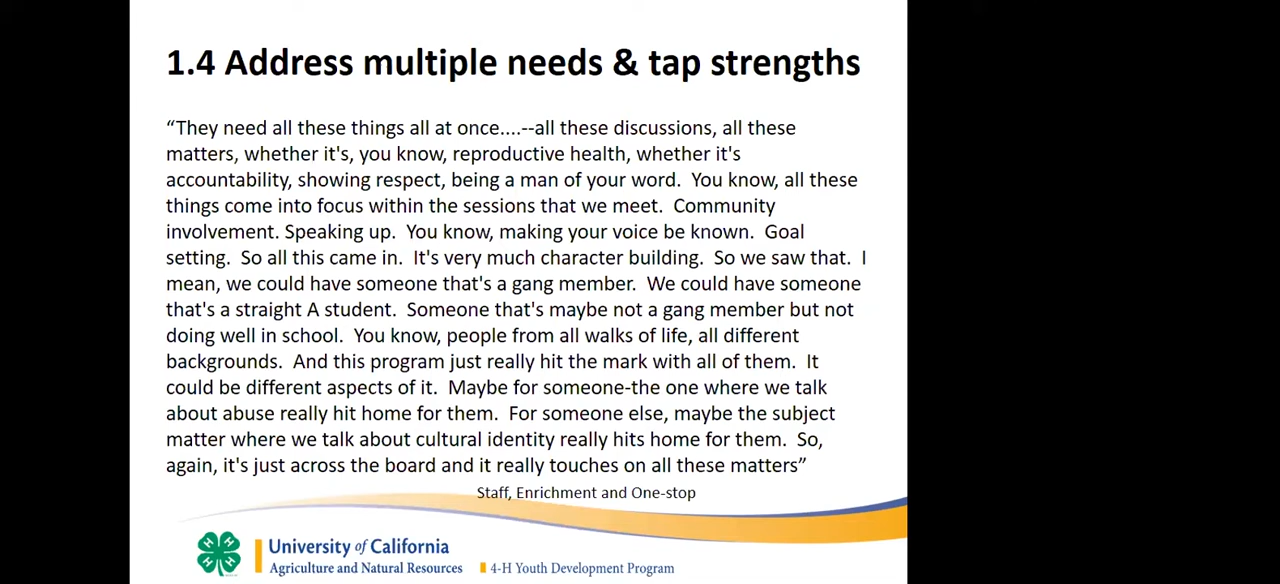 1.4 Address multiple needs & tap strengths
“They need all these things all at once....--all these discussions, all these
matters, whether it's, you know, reproductive health, whether it's
accountability, showing respect, being a man of your word.  You know, all these
things come into focus within the sessions that we meet.  Community
involvement. Speaking up.  You know, making your voice be known.  Goal
setting.  So all this came in.  It's very much character building.  So we saw that.  I
mean, we could have someone that's a gang member.  We could have someone
that's a straight A student.  Someone that's maybe not a gang member but not
doing well in school.  You know, people from all walks of life, all different
backgrounds.  And this program just really hit the mark with all of them.  It
could be different aspects of it.  Maybe for someone-the one where we talk
about abuse really hit home for them.  For someone else, maybe the subject
matter where we talk about cultural identity really hits home for them.  So,
again, it's just across the board and it really touches on all these matters”
Staff, Enrichment and One-stop
H H
H H
University of California
Agriculture and Natural Resources
4-H Youth Development Program